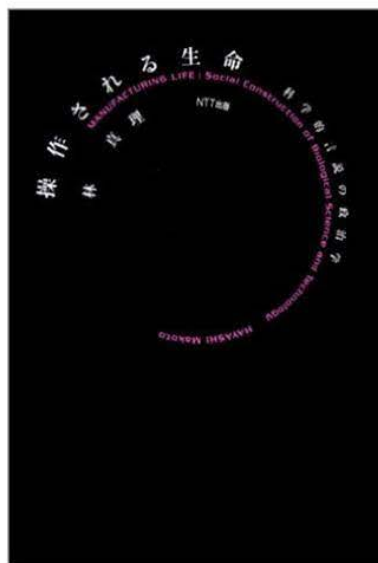 操作される生命
科学的言説の政治学
MANUFACTURING LIFE : Social Construction of Biological Science and Technology
HAYASHI Makoto
林 真理
NTT出版